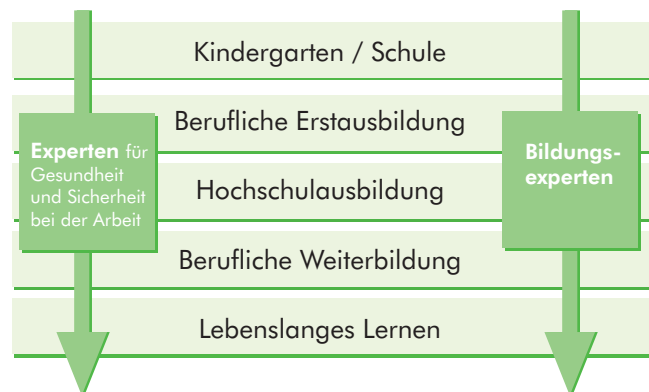 Kindergarten / Schule
Berufliche Erstausbildung
Experten für
Gesundheit
und Sicherheit
bei der Arbeit
Bildungs-
experten
Hochschulausbildung
Berufliche Weiterbildung
Lebenslanges Lernen